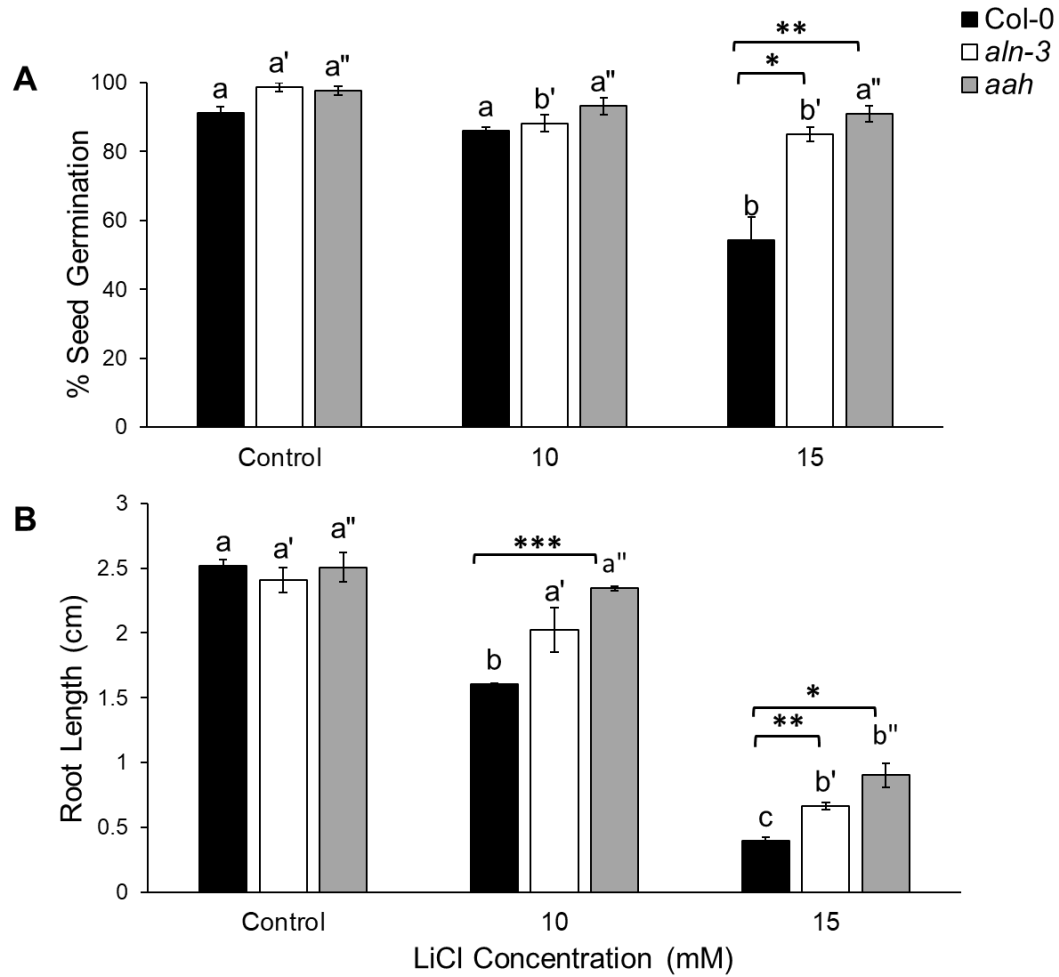 Col-0
aln-3
aah
A
% Seed Germination
100
80
60
40
20
0
a a' a"
a b' a"
** 
*
b b' a"
Control 10 15
B
Root Length (cm)
3
2.5
2
1.5
1
0.5
0
a a' a"
***
b a' a"
*
**
c b' b"
Control 10 15
LiCl Concentration (mM)